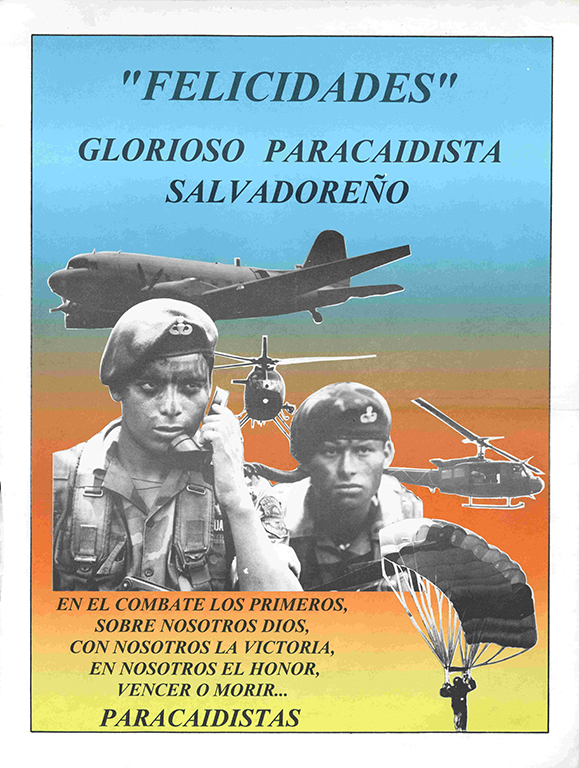 "FELICIDADES"
GLORIOSO PARACAIDISTA
SALVADOREÑO
EN EL COMBATE LOS PRIMEROS,
SOBRE NOSOTROS DIOS,
CON NOSOTROS LA VICTORIA,
EN NOSOTROS EL HONOR,
VENCER O MORIR...
PARACAIDISTAS